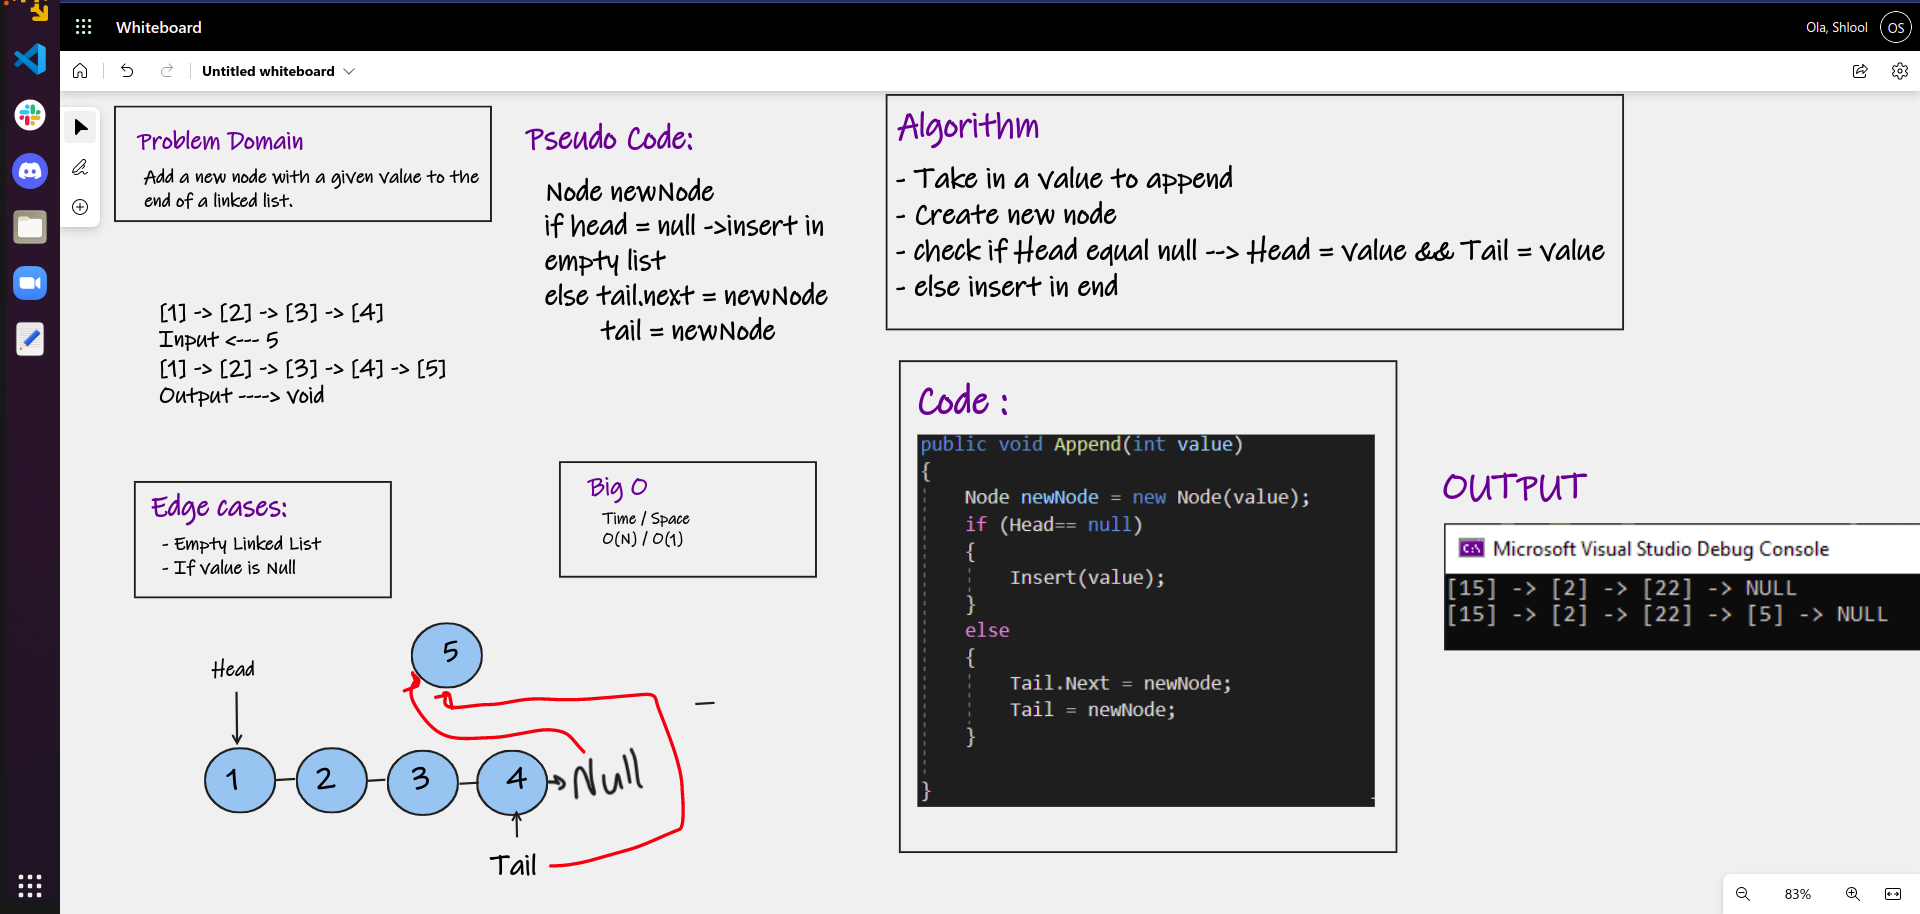 Whiteboard
Ola, Shlool
OS
Untitled whiteboard
Problem Domain
Add a new node with a given value to the
end of a linked list.
[1] -> [2] -> [3] -> [4]
Input <--- 5
[1] -> [2] -> [3] -> [4] -> [5]
Output ----> void
Edge cases:
- Empty Linked List
- If value is Null
Pseudo Code:
Node newNode
if head = null ->insert in
empty list
else tail.next = newNode
tail = newNode
Big O
Time / Space
O(N) / O(1)
Head
5
1
2
3
4
Null
Tail
Algorithm
- Take in a value to append
- Create new node
- check if Head equal null --> Head = value && Tail = value
- else insert in end
Code :
public void Append(int value)
{
Node newNode = new Node(value);
if (Head== null)
{
Insert(value);
}
else
{
Tail.Next = newNode;
Tail = newNode;
}
}
OUTPUT
C:\ Microsoft Visual Studio Debug Console
[15] -> [2] -> [22] -> NULL
[15] -> [2] -> [22] -> [5] -> NULL
83%